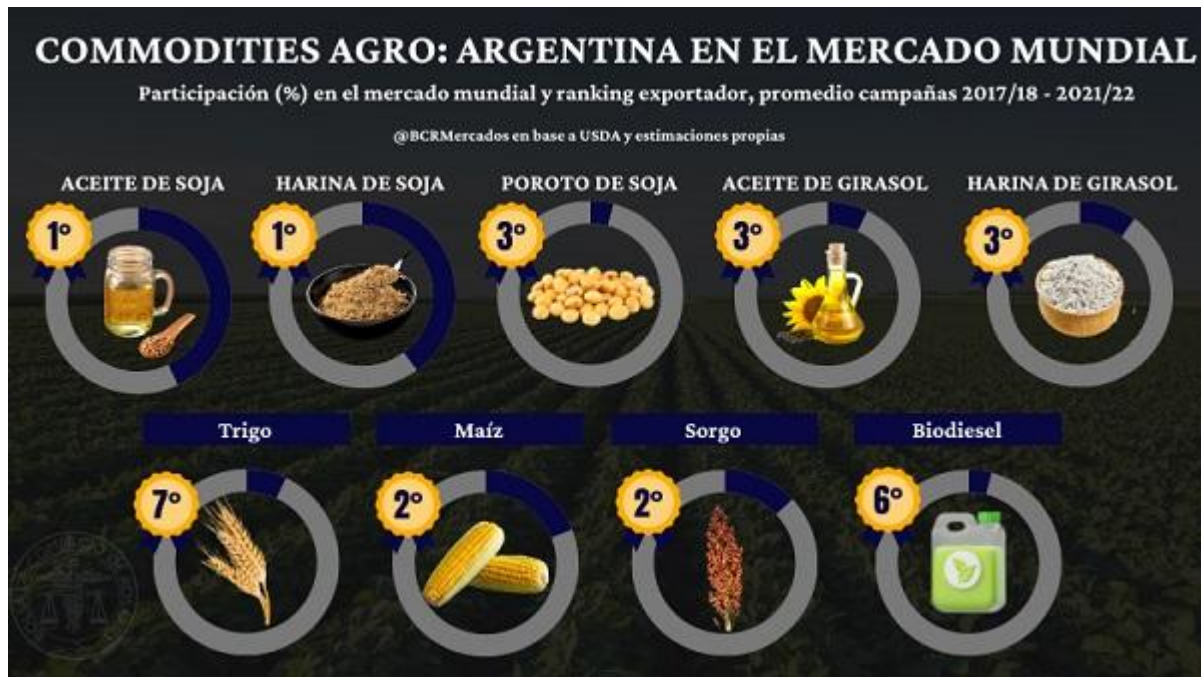 COMMODITIES AGRO: ARGENTINA EN EL MERCADO MUNDIAL
Participación (%) en el mercado mundial y ranking exportador, promedio campañas 2017/18 - 2021/22
@BCRMercados en base a USDA y estimaciones propias
ACEITE DE SOJA
HARINA DE SOJA
POROTO DE SOJA
ACEITE DE GIRASOL
HARINA DE GIRASOL
1°
1°
3°
3°
3°
Trigo
Maíz
Sorgo
Biodiesel
7°
2°
2°
6°